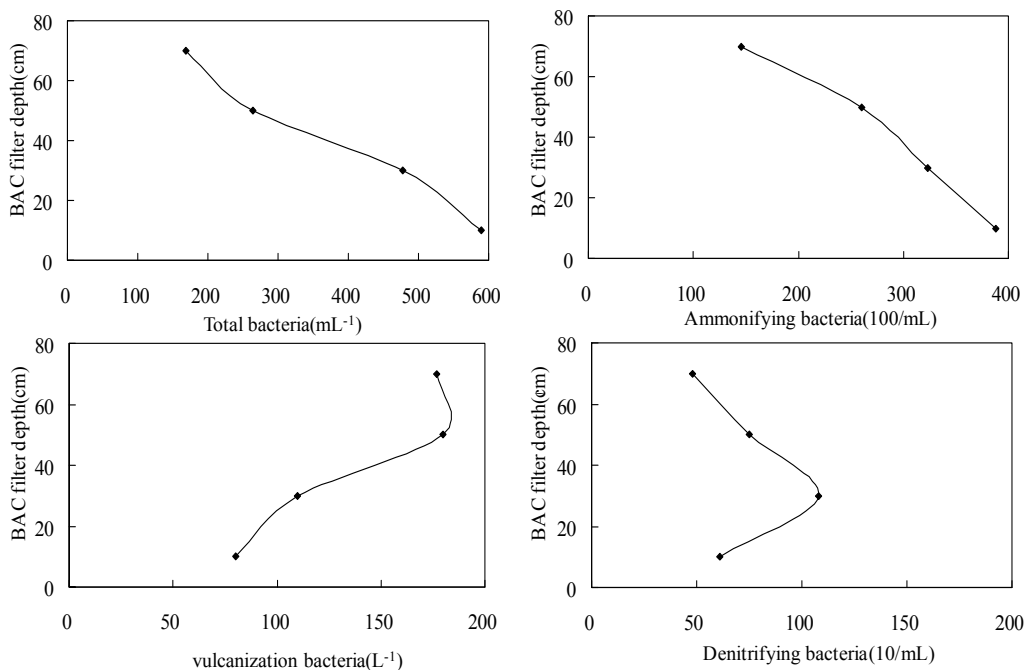 80
60
40
20
0
BAC filter depth(cm)
0 100 200 300 400 500 600
Total bacteria(mL⁻¹)
80
60
40
20
0
BAC filter depth(cm)
0 100 200 300 400
Ammonifying bacteria(100/mL)
80
60
40
20
0
BAC filter depth(cm)
0 50 100 150 200
vulcanization bacteria(L⁻¹)
80
60
40
20
0
BAC filter depth(cm)
0 50 100 150 200
Denitrifying bacteria(10/mL)